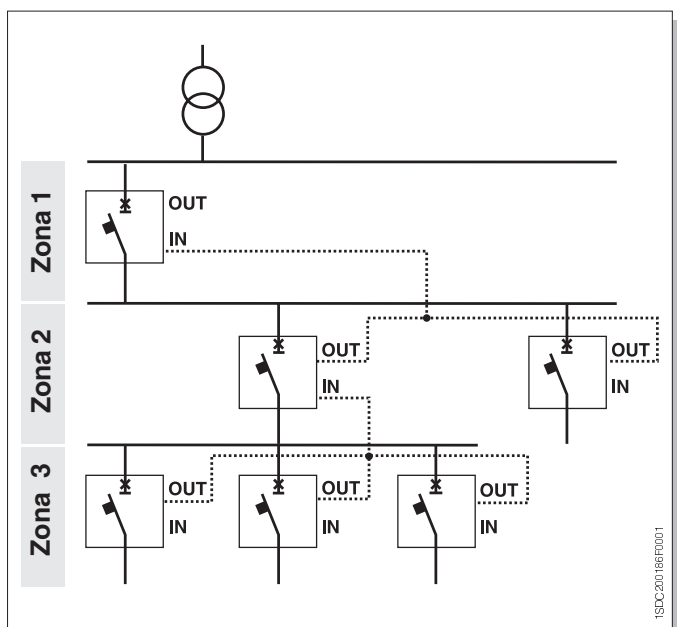 Zona 1
OUT
IN
Zona 2
OUT
IN
OUT
IN
Zona 3
OUT
IN
OUT
IN
OUT
IN
1SDC200186F0001